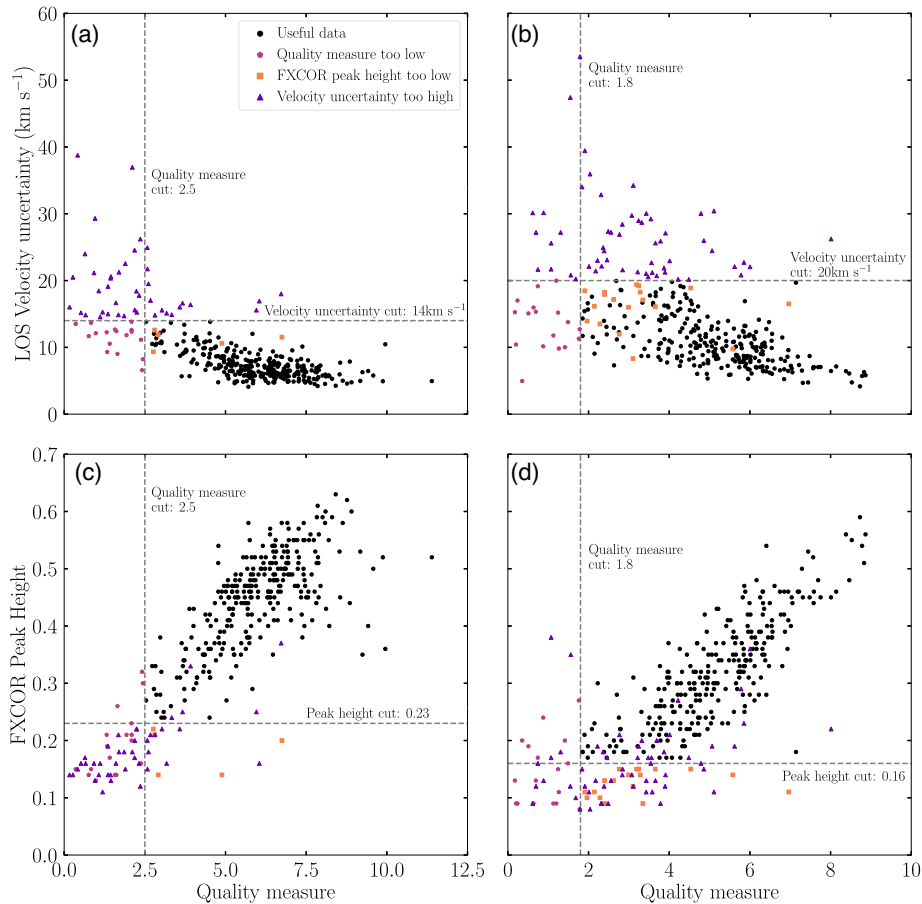 (a)
Useful data
Quality measure too low
FXCOR peak height too low
Velocity uncertainty too high
Quality measure
cut: 2.5
Velocity uncertainty cut: 14km s⁻¹
LOS Velocity uncertainty (km s⁻¹)
60
50
40
30
20
10
0
(b)
Quality measure
cut: 1.8
Velocity uncertainty
cut: 20km s⁻¹
(c)
Quality measure
cut: 2.5
Peak height cut: 0.23
FXCOR Peak Height
0.7
0.6
0.5
0.4
0.3
0.2
0.1
0.0
0.0 2.5 5.0 7.5 10.0 12.5
Quality measure
(d)
Quality measure
cut: 1.8
Peak height cut: 0.16
0 2 4 6 8 10
Quality measure